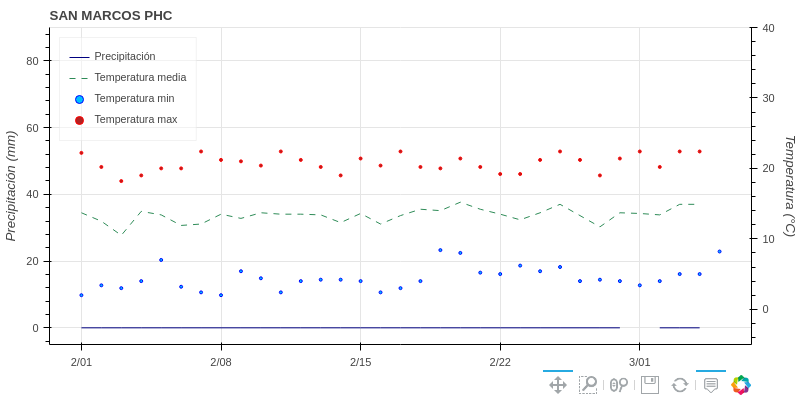 SAN MARCOS PHC
Precipitación
Temperatura media
Temperatura min
Temperatura max
Precipitación (mm)
80
60
40
20
0
Temperatura (°C)
40
30
20
10
0
2/01 2/08 2/15 2/22 3/01